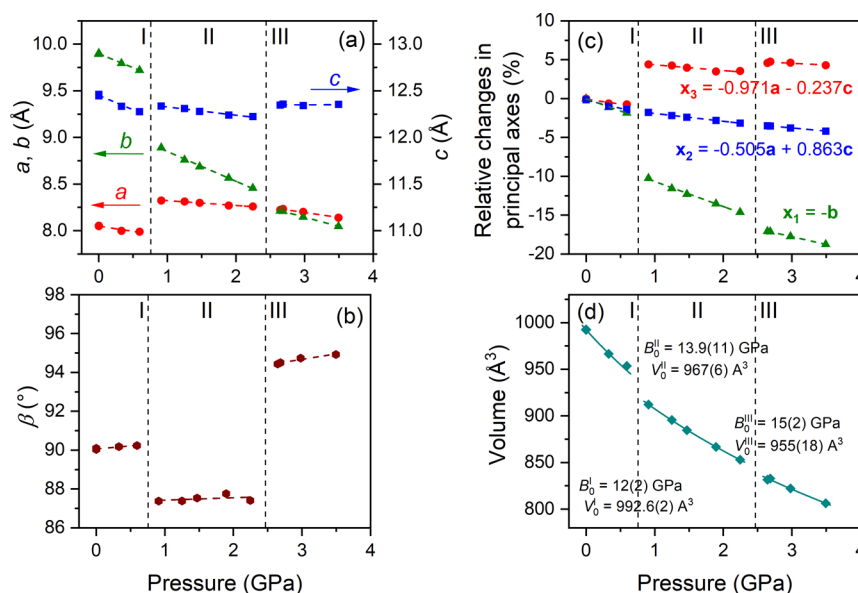 I II III (a)
10.0
9.5
9.0
8.5
8.0
a, b (Å)
c
b
a
13.0
12.5
12.0
11.5
11.0
c (Å)
0 1 2 3 4
I II III
(c)
10
5
0
-5
-10
-15
-20
Relative changes in
principal axes (%)
x₃ = -0.971a - 0.237c
x₂ = -0.505a + 0.863c
x₁ = -b
0 1 2 3 4
I II III
(b)
98
96
94
92
90
88
86
β (°)
0 1 2 3 4
Pressure (GPa)
I II III
(d)
1000
950
900
850
800
Volume (Å³)
B₀ᴵᴵ = 13.9(11) GPa
V₀ᴵᴵ = 967(6) A³
B₀ᴵᴵᴵ = 15(2) GPa
V₀ᴵᴵᴵ = 955(18) A³
B₀ᴵ = 12(2) GPa
V₀ᴵ = 992.6(2) A³
0 1 2 3 4
Pressure (GPa)